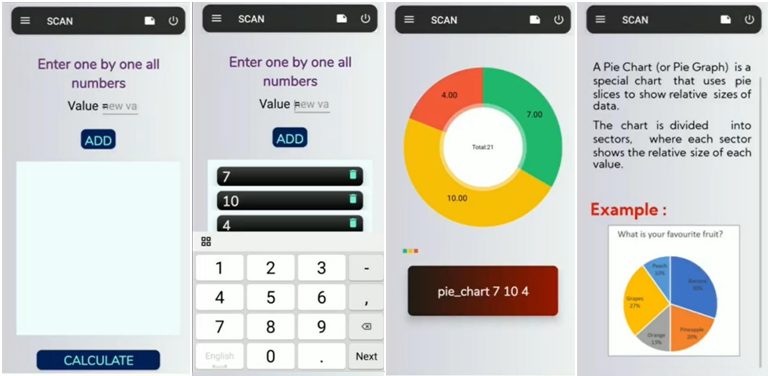 SCAN
Enter one by one all
numbers
Value =
new va
ADD
CALCULATE
SCAN
Enter one by one all
numbers
Value =
new va
ADD
7
10
4
1 2 3 -
4 5 6 ,
7 8 9
English 0 . Next
SCAN
4.00
7.00
Total:21
10.00
pie_chart 7 10 4
SCAN
A Pie Chart (or Pie Graph) is a
special chart that uses pie
slices to show relative sizes of
data.
The chart is divided into
sectors, where each sector
shows the relative size of each
value.
Example :
What is your favourite fruit?
Peach
10%
Banana
30%
Grapes
27%
Orange
13%
Pineapple
20%